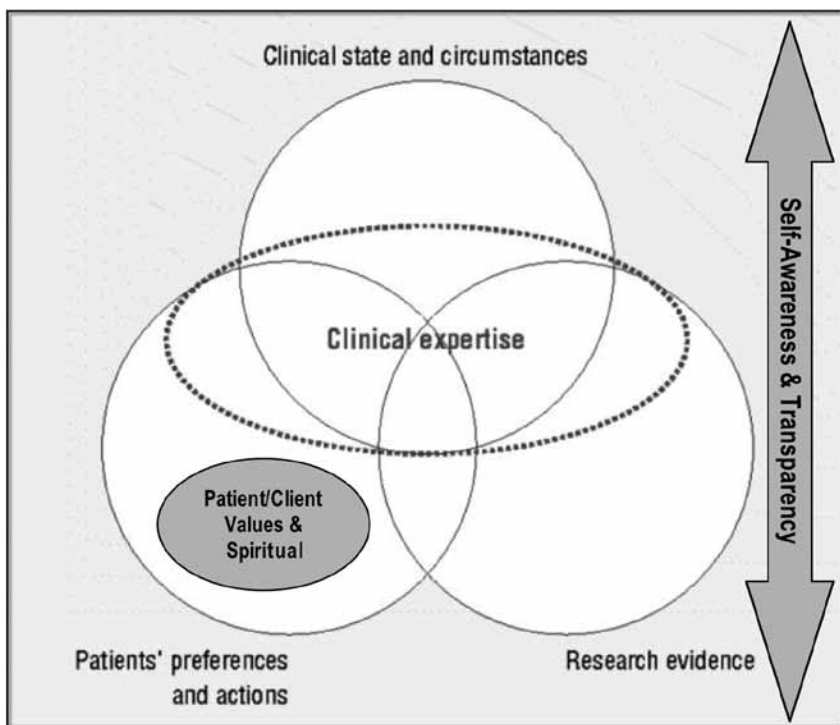 Clinical state and circumstances
Self-Awareness & Transparency
Clinical expertise
Patient/Client
Values &
Spiritual
Patients' preferences
and actions
Research evidence